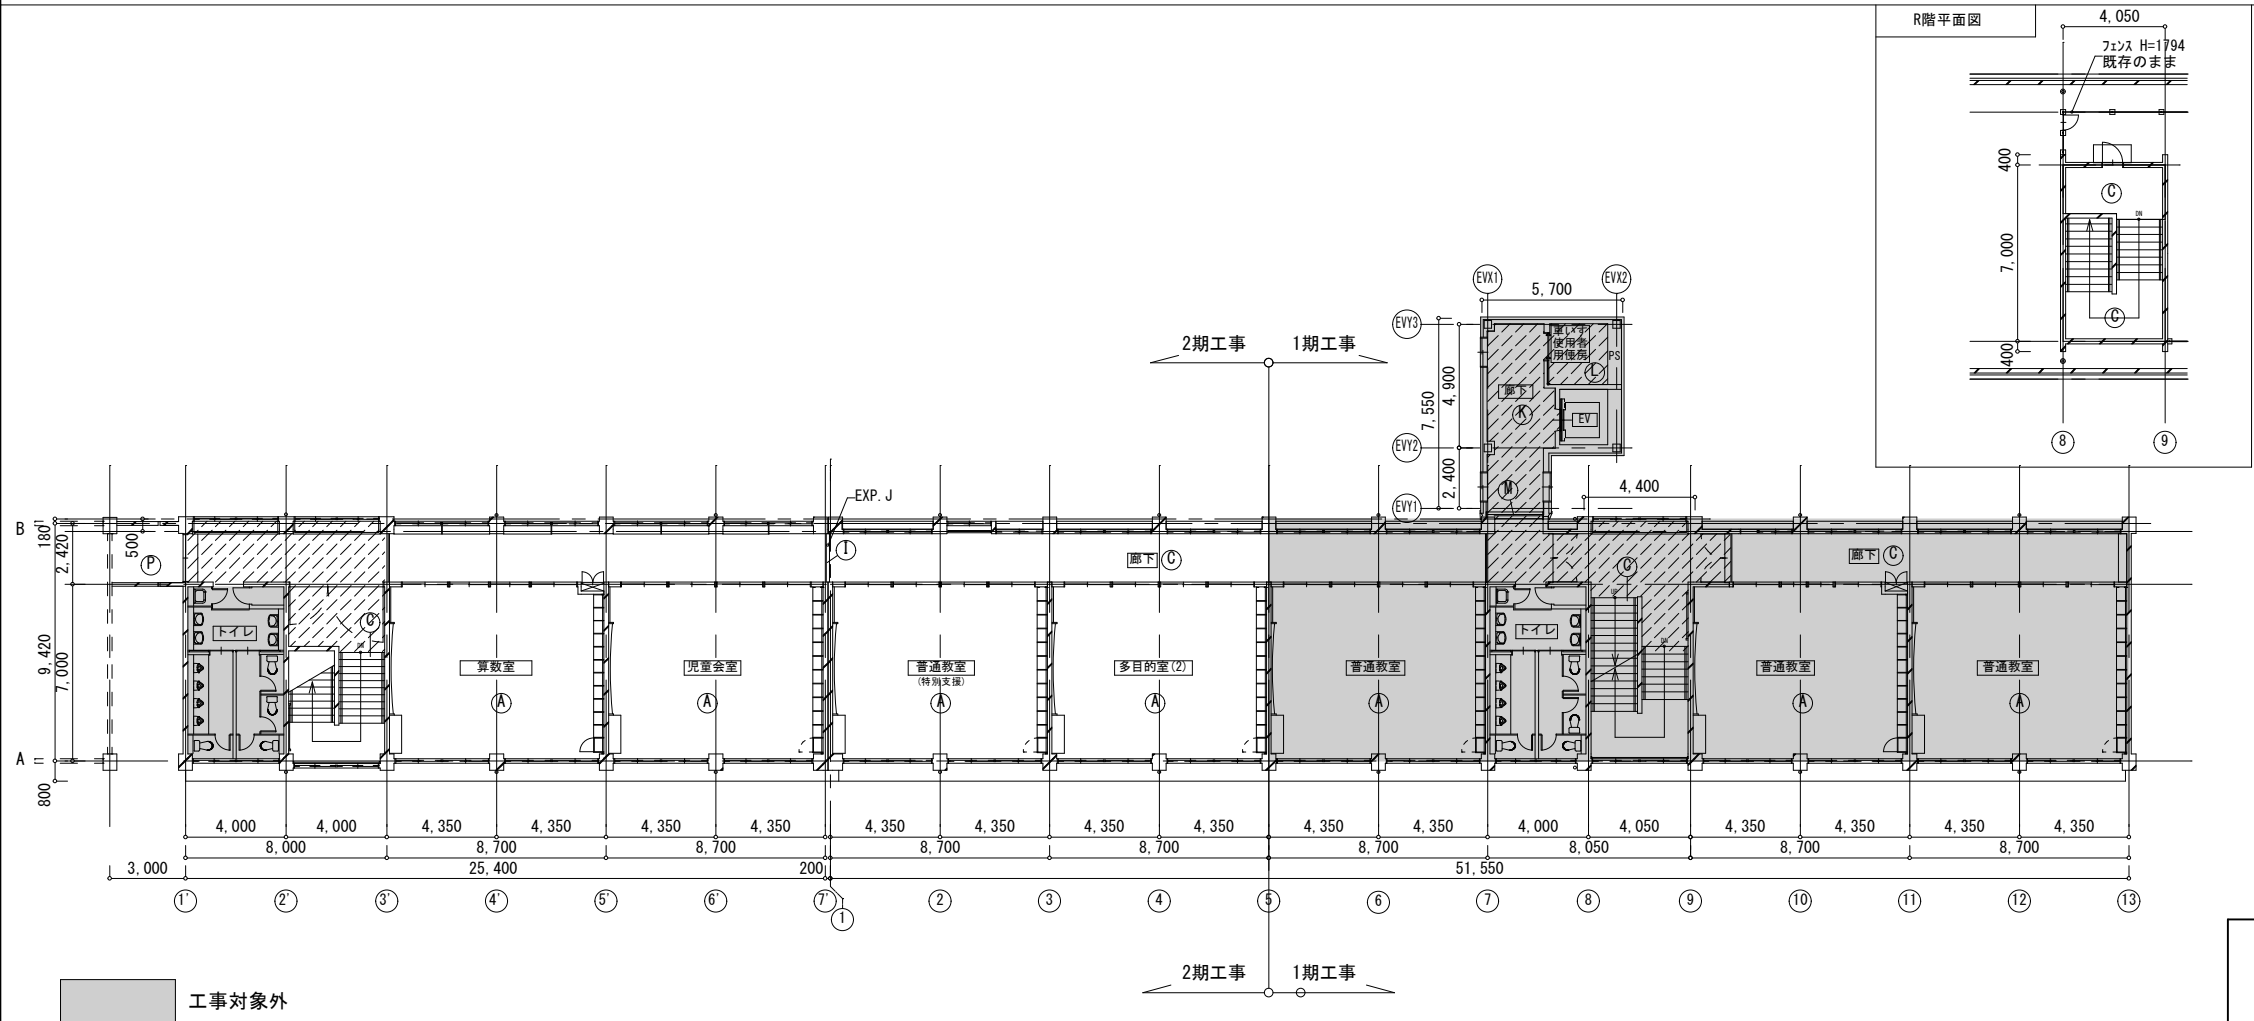 R階平面図
4,050
フェンス H=1794
既存のまま
400
7,000
400
C
DN
C
8
9
EVX1
EVX2
5,700
EVY3
EVY2
EVY1
7,550
4,900
2,400
車いす
使用者
用便房
PS
L
廊下
K
EV
M
4,400
2期工事
1期工事
EXP.J
B
180
2,420
500
P
I
廊下 C
C
廊下 C
A
9,420
7,000
800
トイレ
C
DN
算数室
A
児童会室
A
普通教室
(特別支援)
A
多目的室(2)
A
普通教室
A
トイレ
UP
DN
普通教室
A
普通教室
A
4,000
4,000
4,350
4,350
4,350
4,350
4,350
4,350
4,350
4,350
4,350
4,350
4,000
4,050
4,350
4,350
4,350
4,350
8,000
8,700
8,700
8,700
8,700
8,700
8,050
8,700
8,700
3,000
25,400
200
51,550
1'
2'
3'
4'
5'
6'
7'
1
2
3
4
5
6
7
8
9
10
11
12
13
2期工事
1期工事
工事対象外